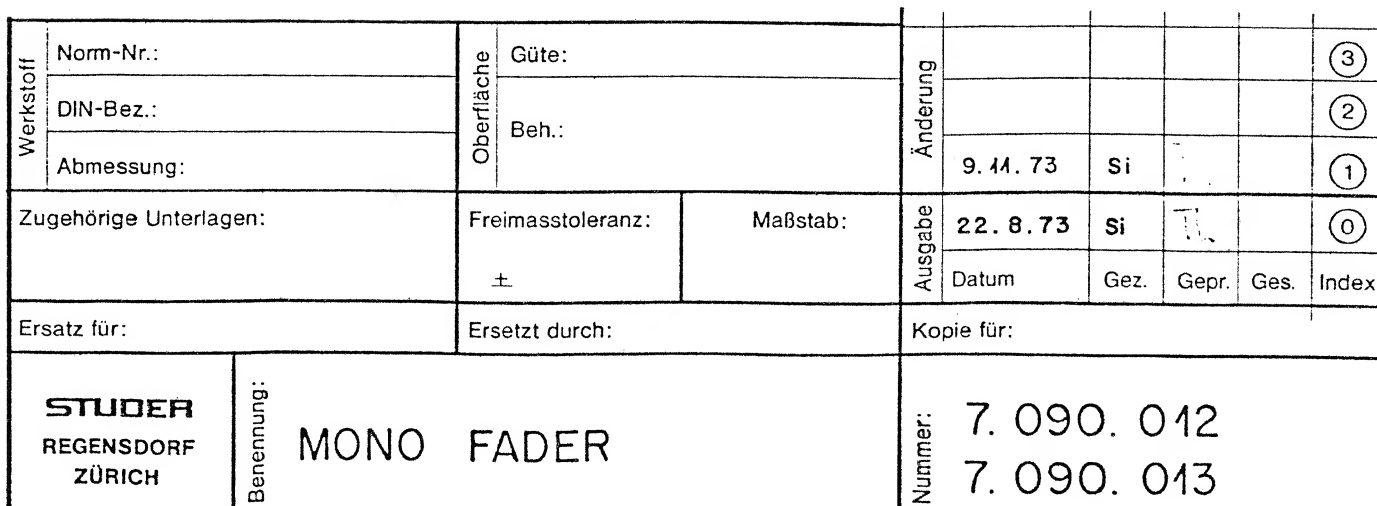 Werkstoff
Norm-Nr.:
DIN-Bez.:
Abmessung:
Oberfläche
Güte:
Beh.:
Änderung
3
2
9.11.73 Si 1
Zugehörige Unterlagen:
Freimasstoleranz:
±
Maßstab:
Ausgabe
22.8.73 Si 0
Datum Gez. Gepr. Ges. Index
Ersatz für:
Ersetzt durch:
Kopie für:
STUDER
REGENSDORF
ZÜRICH
Benennung:
MONO FADER
Nummer:
7.090.012
7.090.013